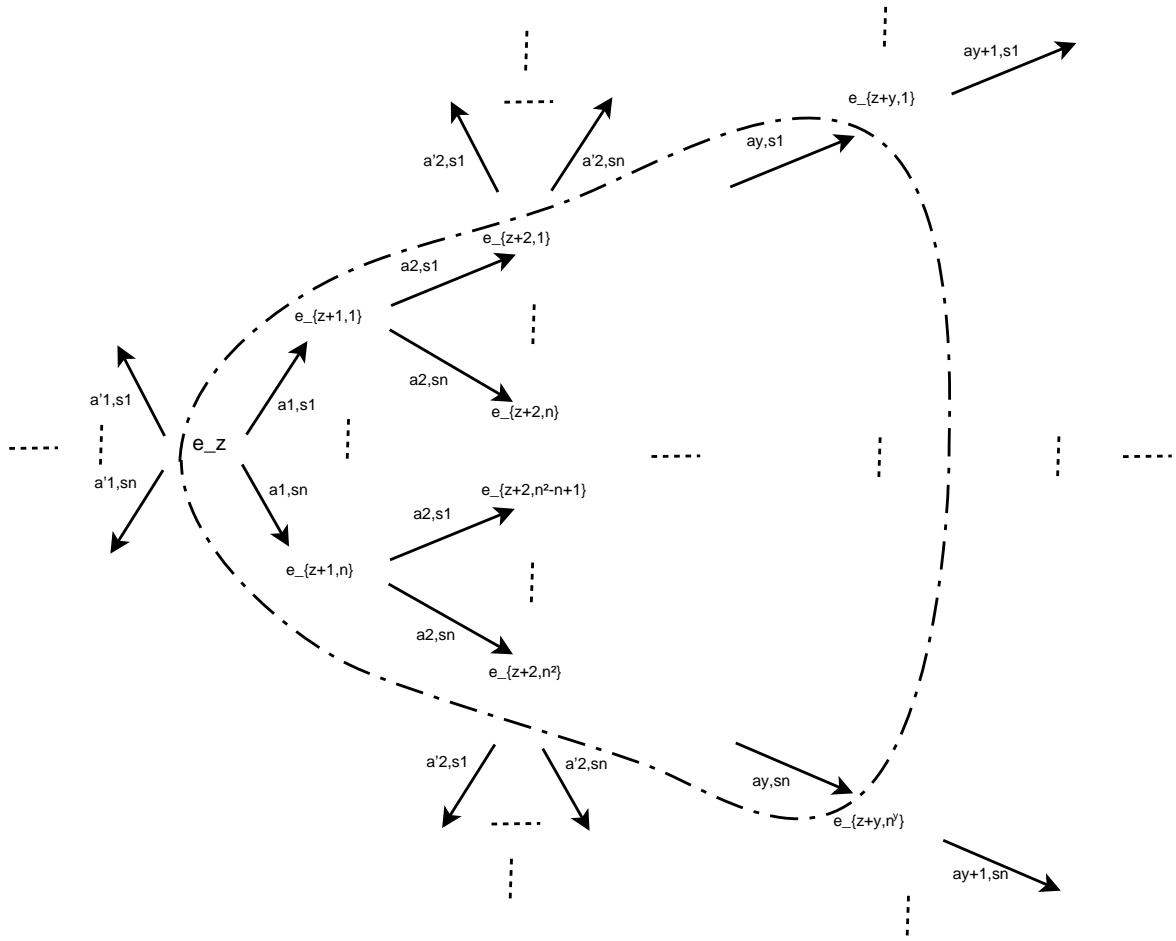 ay+1,s1
e_{z+y,1}
ay,s1
a'2,s1
a'2,sn
e_{z+2,1}
a2,s1
e_{z+1,1}
a2,sn
a'1,s1
a1,s1
e_{z+2,n}
e_z
a'1,sn
a1,sn
e_{z+2,n²-n+1}
a2,s1
e_{z+1,n}
a2,sn
e_{z+2,n²}
a'2,s1
a'2,sn
ay,sn
e_{z+y,nʸ}
ay+1,sn